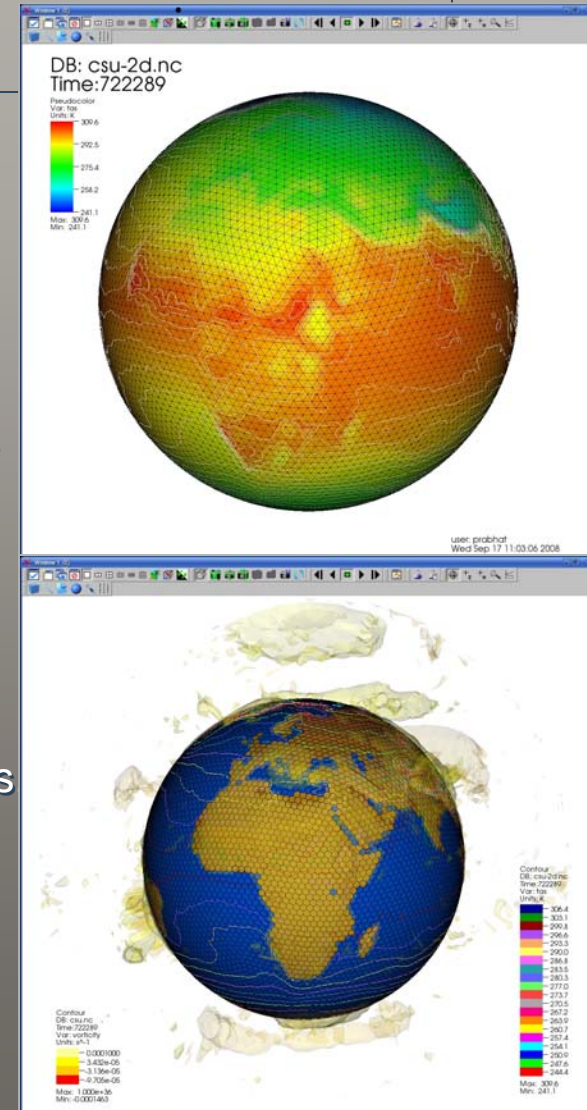 Window 1
DB: csu-2d.nc
Time:722289
Pseudocolor
Var: tas
Units: K
309.6
292.5
275.4
258.2
241.1
Max: 309.6
Min: 241.1
user: prabhat
Wed Sep 17 11:03:06 2008
Window 1
s
Contour
DB: csu-2d.nc
Time:722289
Var: tas
Units: K
306.4
303.1
299.8
296.6
293.3
290.0
286.8
283.5
280.3
277.0
273.7
270.5
267.2
263.9
260.7
257.4
254.1
250.9
247.6
244.4
Max: 309.6
Min: 241.1
Contour
DB: csu.nc
Time:722289
Var: vorticity
Units: s^-1
0.0001000
3.432e-05
-3.136e-05
-9.705e-05
Max: 1.000e+36
Min: -0.0001463